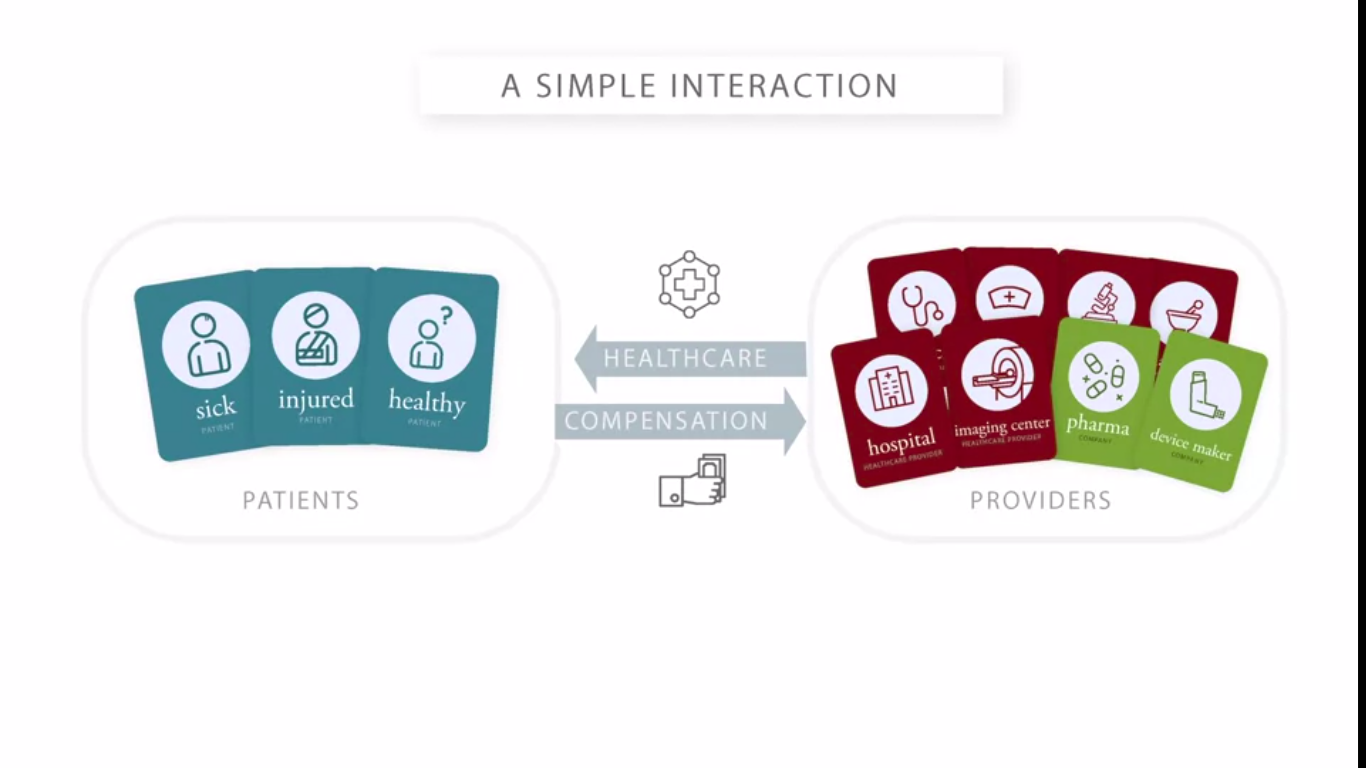 A SIMPLE INTERACTION
sick
PATIENT
injured
PATIENT
healthy
PATIENT
?
PATIENTS
HEALTHCARE
COMPENSATION
hospital
HEALTHCARE PROVIDER
imaging center
HEALTHCARE PROVIDER
pharma
COMPANY
device maker
COMPANY
PROVIDERS